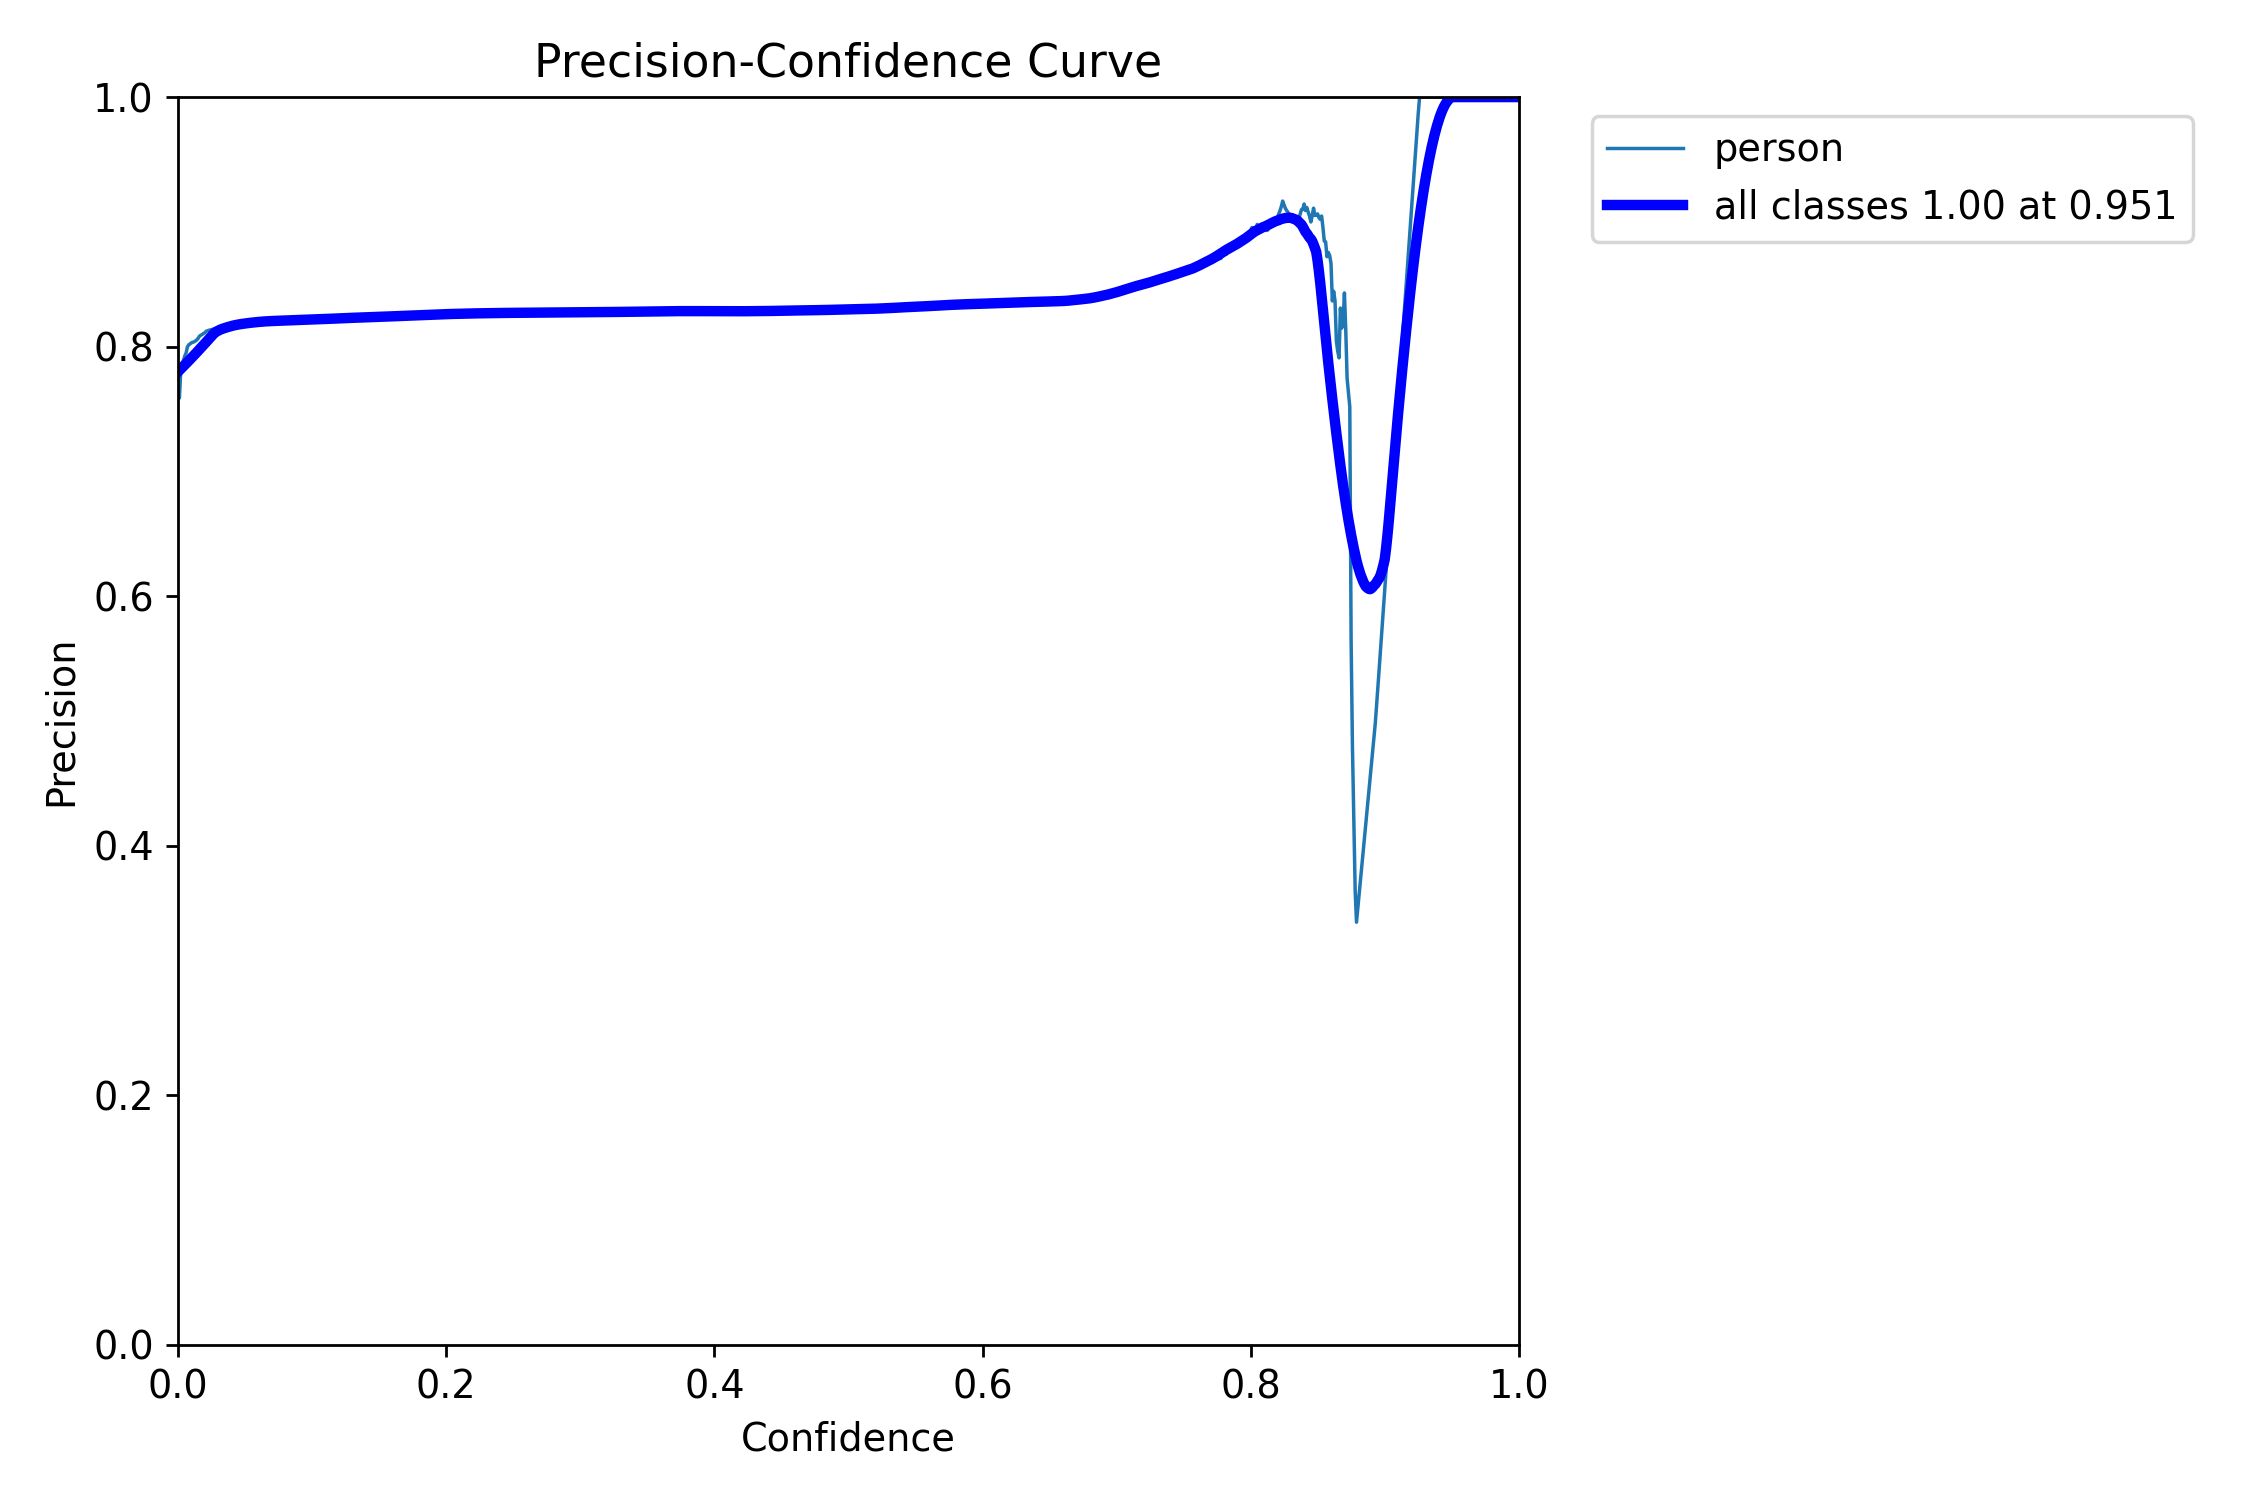 Precision-Confidence Curve
1.0
0.8
0.6
0.4
0.2
0.0
Precision
0.0 0.2 0.4 0.6 0.8 1.0
Confidence
person
all classes 1.00 at 0.951